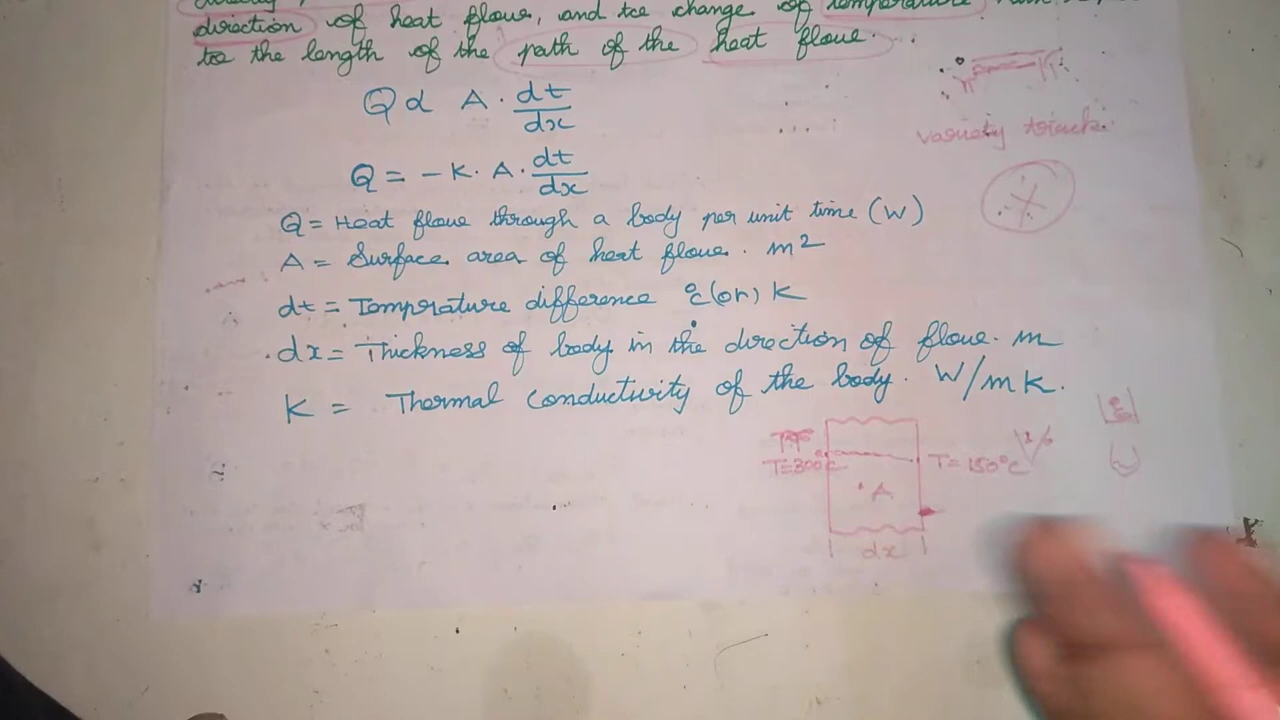 direction of heat flow, and to change of temperature
to the length of the path of the heat flow.
Q ∝ A · dt/dx
Q = - K · A · dt/dx
Q = Heat flow through a body per unit time (W)
A = Surface area of heat flow. m²
dt = Temprature difference °c (or) K
dx = Thickness of body in the direction of flow. m
K = Thermal conductivity of the body. W/mK.
variety
T=300°C
T=150°C
A
dx